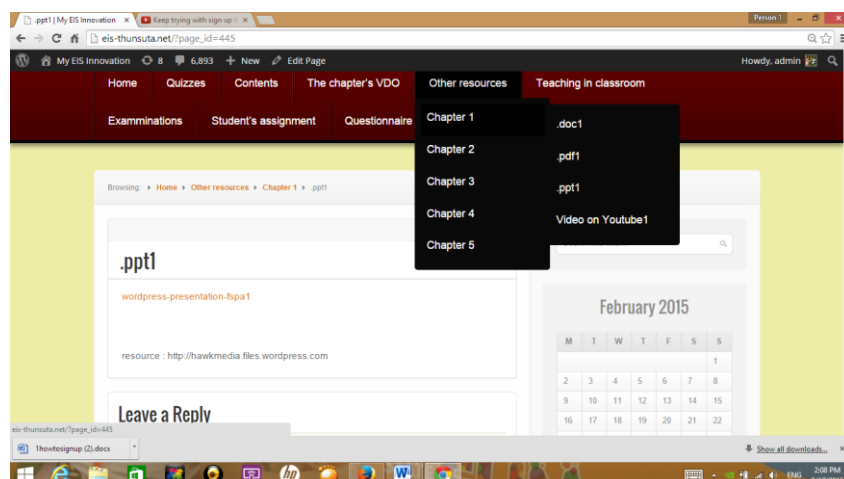 .ppt1 | My EIS Innovation
Keep trying with sign up t
Person 1
eis-thunsuta.net/?page_id=445
My EIS Innovation 8 6,893 + New Edit Page Howdy, admin
Home Quizzes Contents The chapter's VDO Other resources Teaching in classroom
Examminations Student's assignment Questionnaire
Chapter 1
Chapter 2
Chapter 3
Chapter 4
Chapter 5
.doc1
.pdf1
.ppt1
Video on Youtube1
Browsing: Home Other resources Chapter 1 .ppt1
.ppt1
wordpress-presentation-fspa1
resource : http://hawkmedia.files.wordpress.com
Leave a Reply
February 2015
M T W T F S S
1
2 3 4 5 6 7 8
9 10 11 12 13 14 15
16 17 18 19 20 21 22
eis-thunsuta.net/?page_id=445
1howtosignup (2).docx
Show all downloads...
ENG
2:08 PM